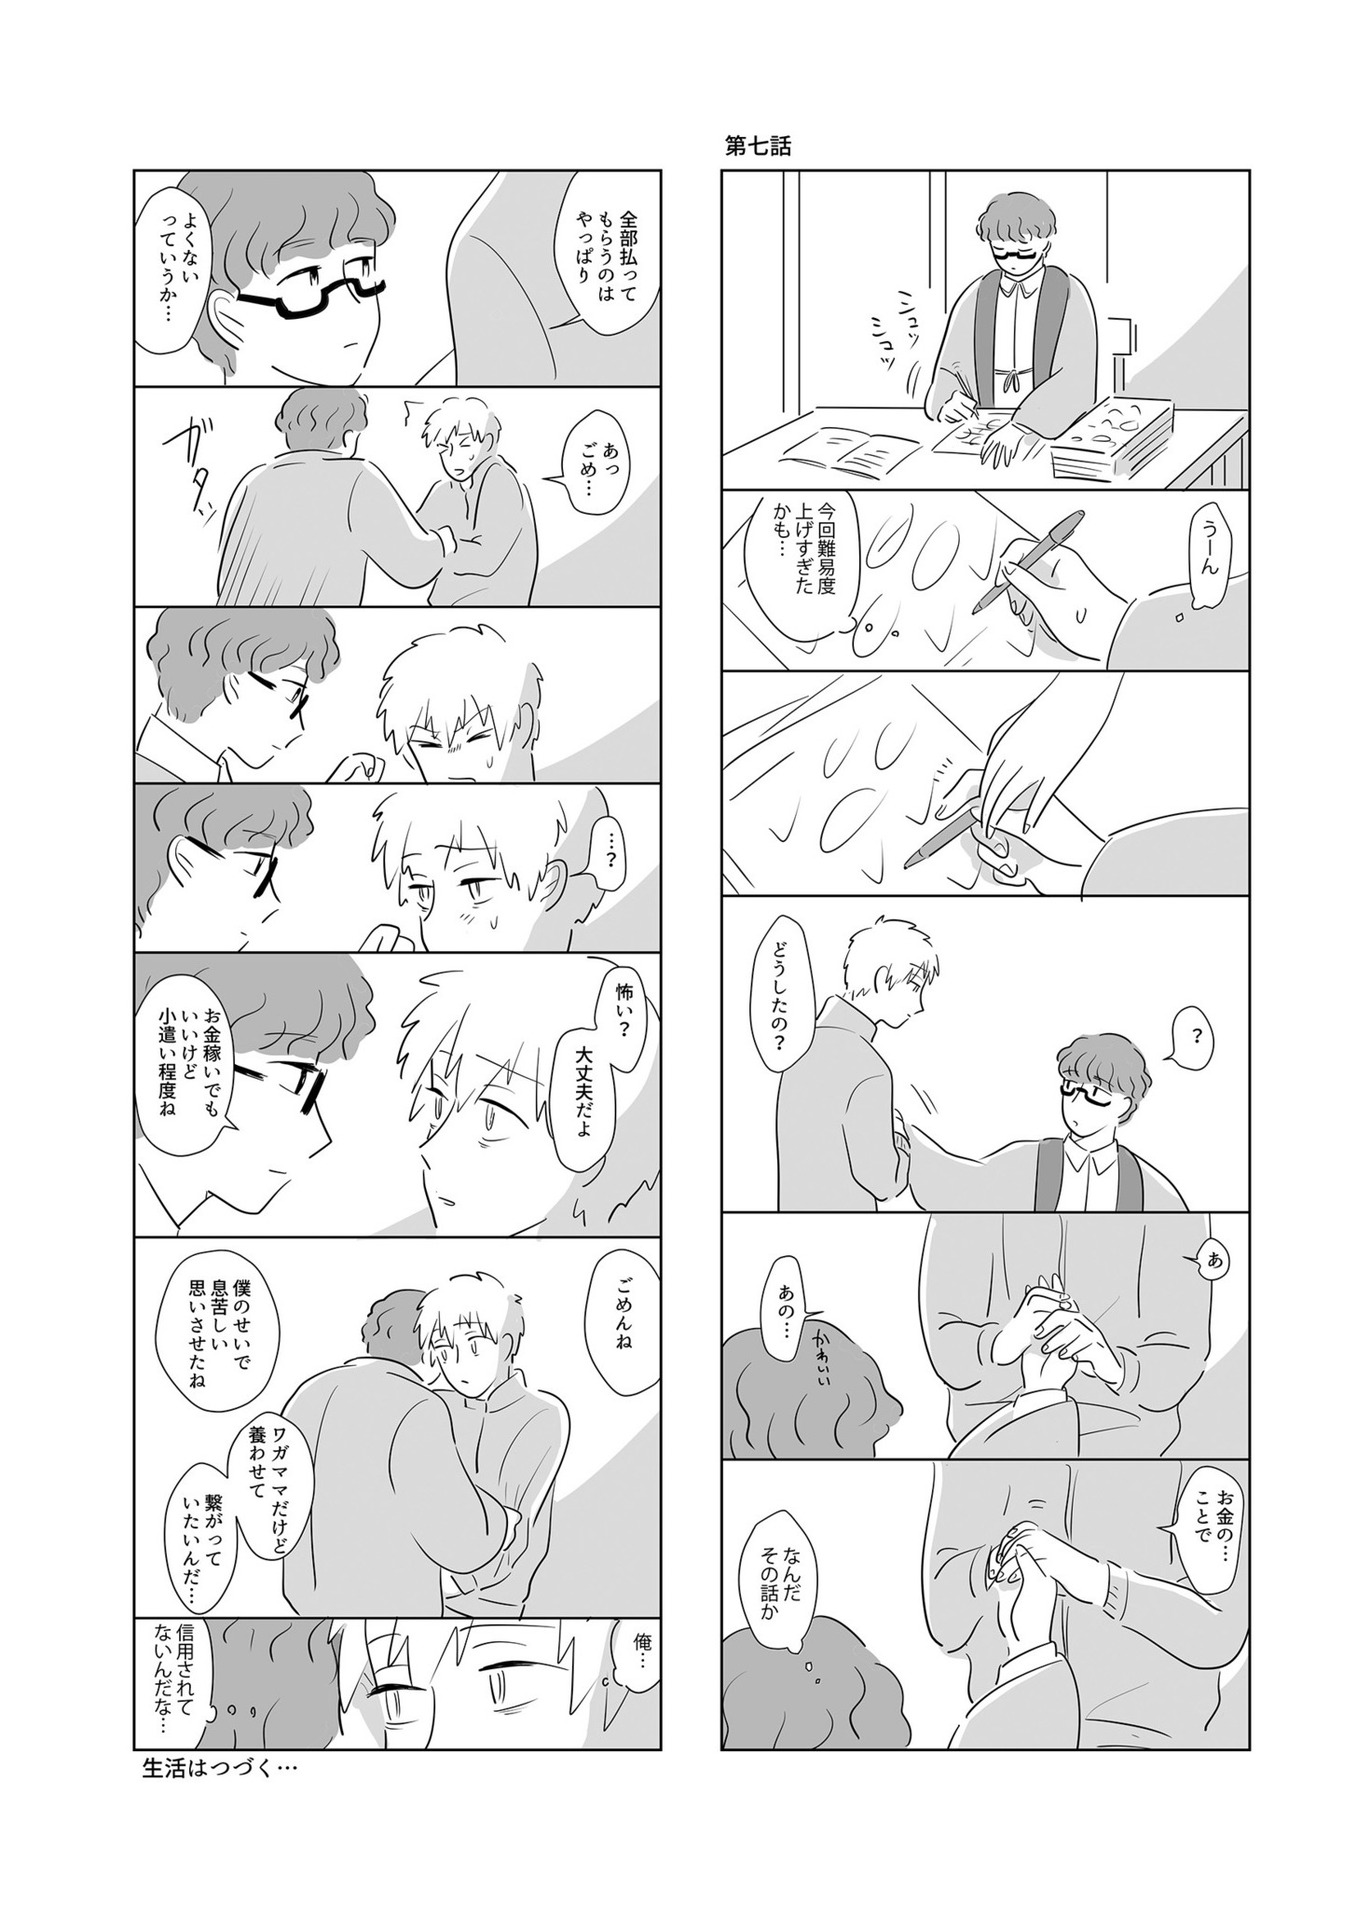 第七話
シュッ
シュッ
うーん
今回難易度
上げすぎた
かも…
？
どうしたの？
あ
あの…
かわいい
お金の…
ことで
なんだ
その話か
全部払って
もらうのは
やっぱり
よくない
っていうか…
あっ
ごめ…
ガタ…
…？
怖い？
大丈夫だよ
お金稼いでも
いいけど
小遣い程度ね
ごめんね
僕のせいで
息苦しい
思いさせたね
ワガママだけど
養わせて
繋がって
いたいんだ…
俺…
信用されて
ないんだな…
生活はつづく…